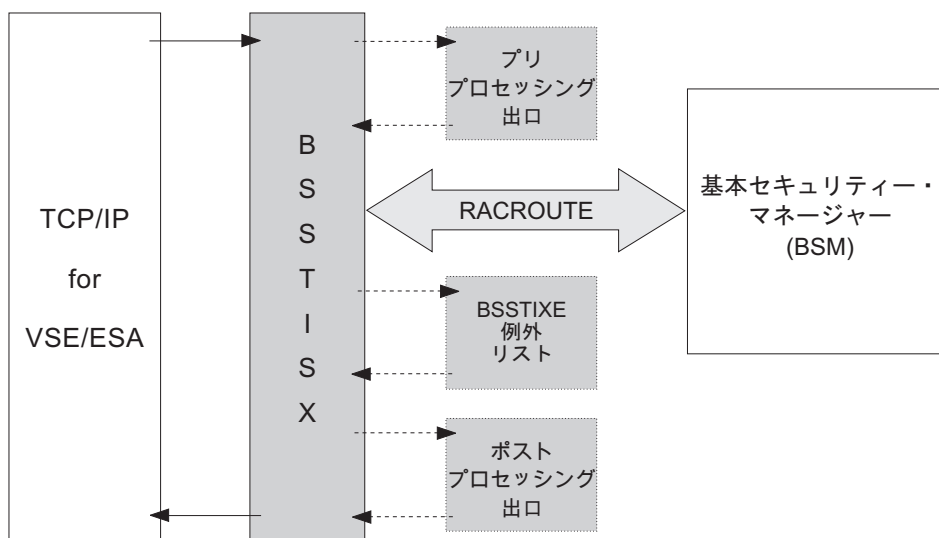 TCP/IP
for
VSE/ESA
B
S
S
T
I
S
X
プリ
プロセッシング
出口
RACROUTE
基本セキュリティー・
マネージャー
(BSM)
BSSTIXE
例外
リスト
ポスト
プロセッシング
出口